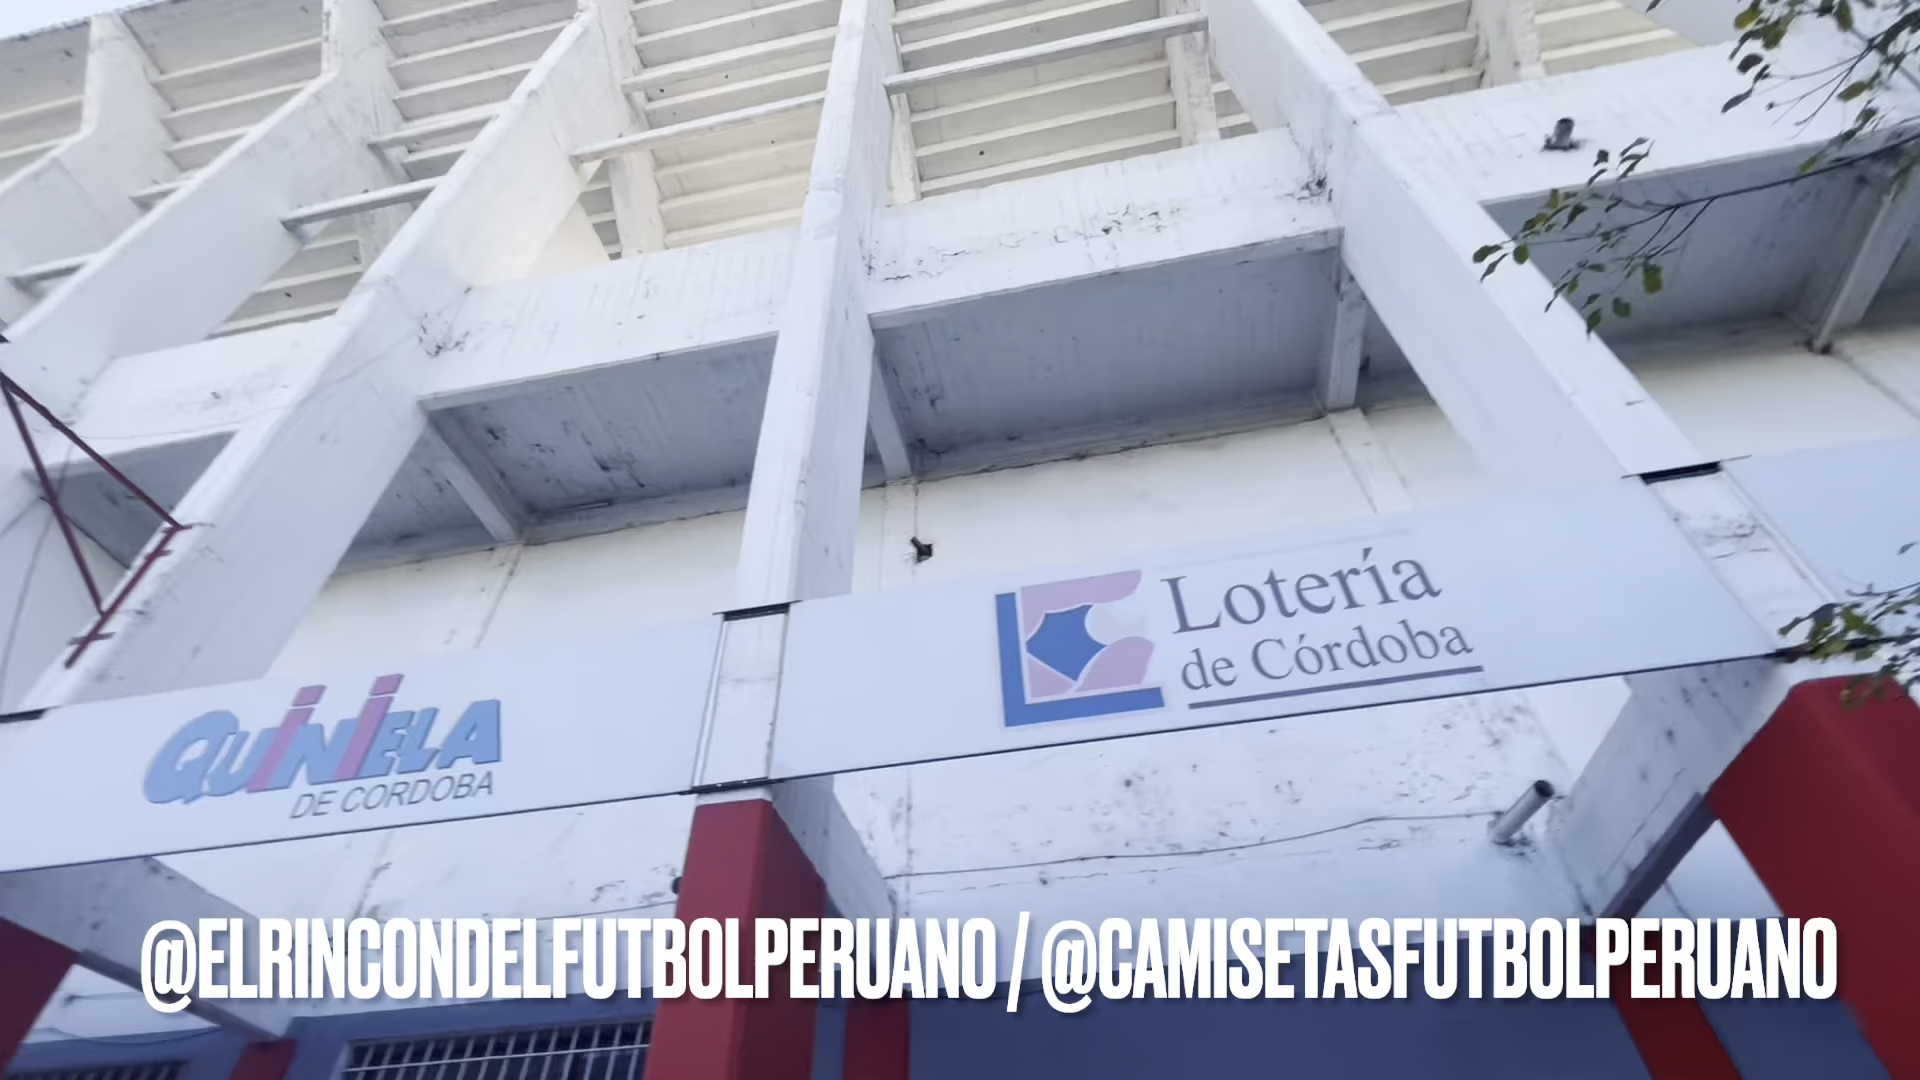 QUINIELA
DE CORDOBA
Lotería
de Córdoba
@ELRINCONDELFUTBOLPERUANO / @CAMISETASFUTBOLPERUANO